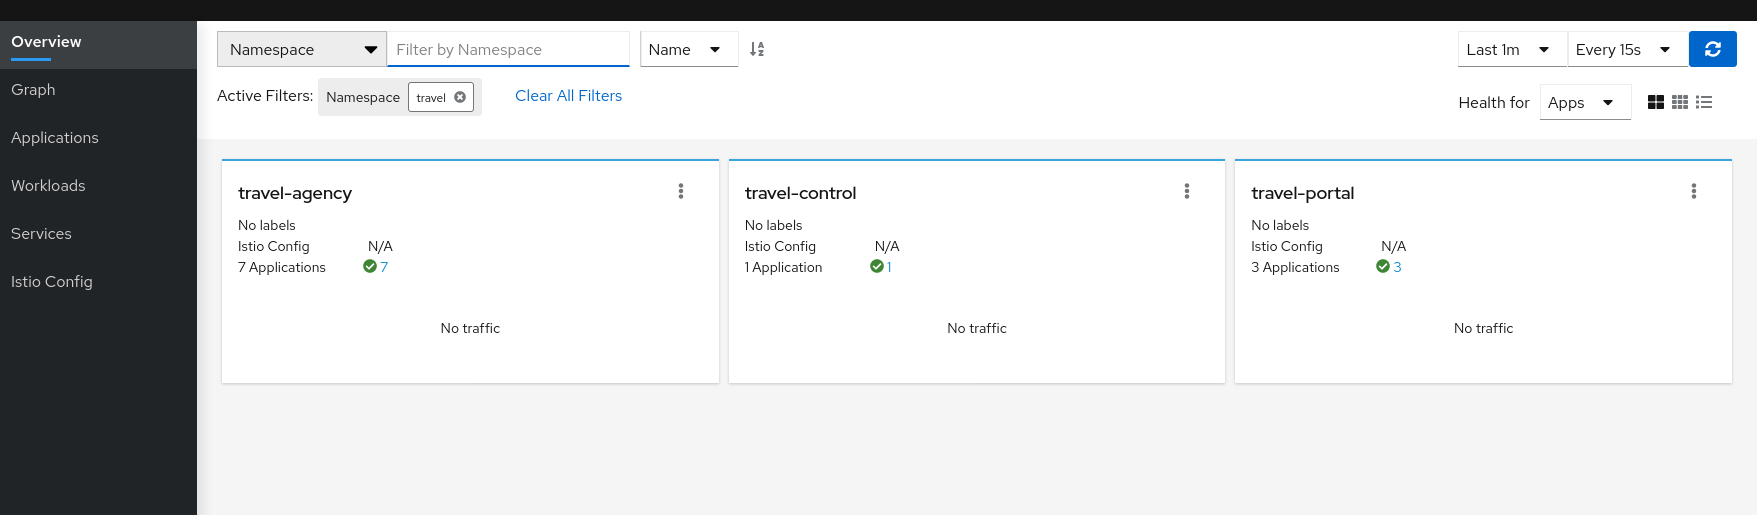 Overview
Graph
Applications
Workloads
Services
Istio Config
Namespace Filter by Namespace Name Last 1m Every 15s
Active Filters: Namespace travel Clear All Filters
Health for Apps
travel-agency
No labels
Istio Config N/A
7 Applications 7
No traffic
travel-control
No labels
Istio Config N/A
1 Application 1
No traffic
travel-portal
No labels
Istio Config N/A
3 Applications 3
No traffic